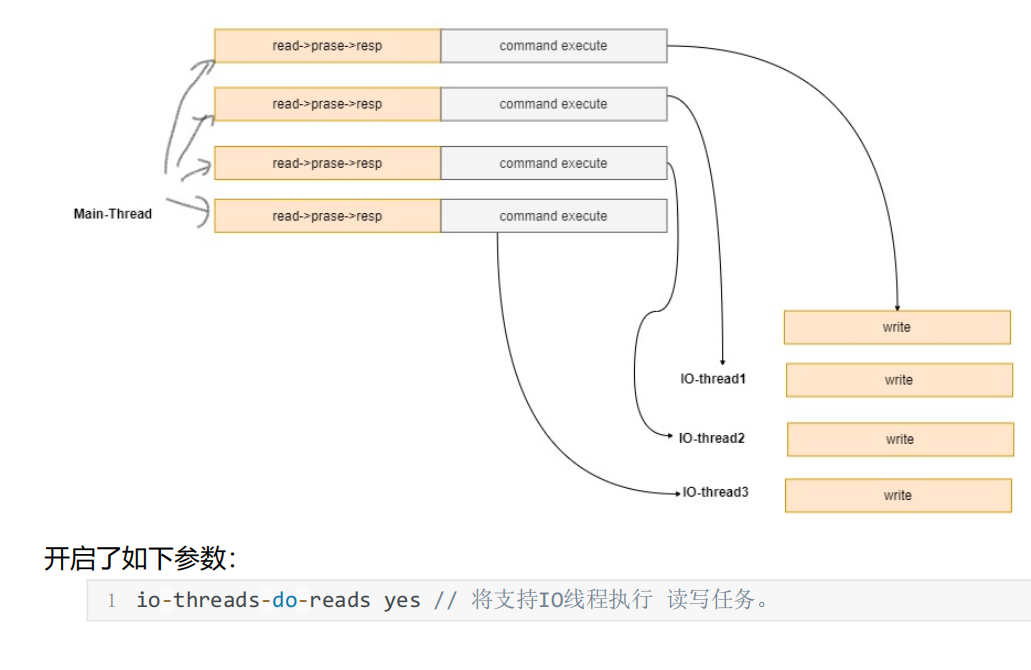 read->prase->resp command execute
read->prase->resp command execute
read->prase->resp command execute
Main-Thread
read->prase->resp command execute
write
IO-thread1 write
IO-thread2 write
IO-thread3 write
开启了如下参数：
1 io-threads-do-reads yes // 将支持IO线程执行 读写任务。